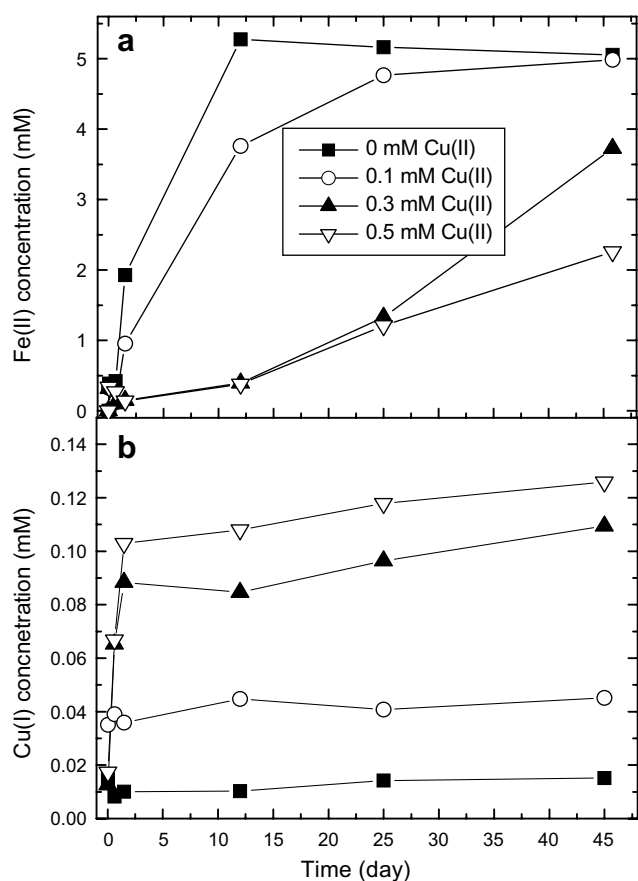 a
5
4
3
2
1
0
Fe(II) concentration (mM)
0 mM Cu(II)
0.1 mM Cu(II)
0.3 mM Cu(II)
0.5 mM Cu(II)
b
0.14
0.12
0.10
0.08
0.06
0.04
0.02
0.00
Cu(I) concnetration (mM)
0 5 10 15 20 25 30 35 40 45
Time (day)